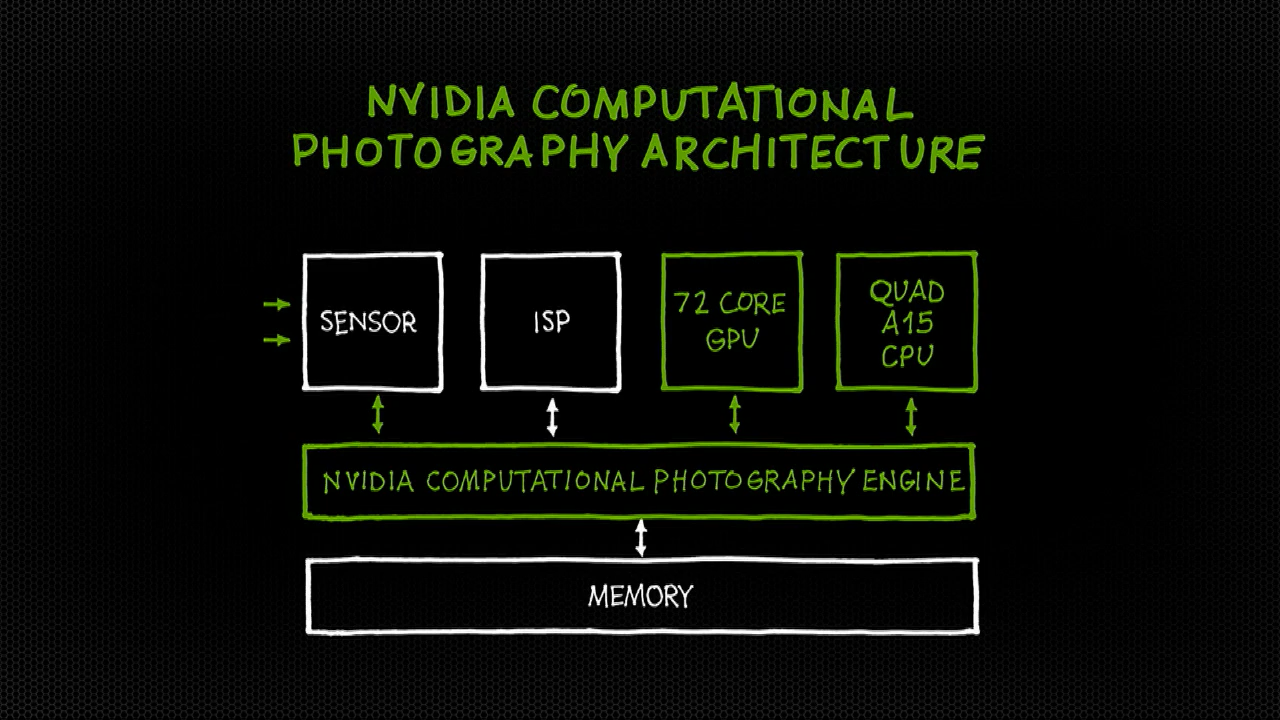 NVIDIA COMPUTATIONAL
PHOTOGRAPHY ARCHITECTURE
SENSOR
ISP
72 CORE
GPU
QUAD
A15
CPU
NVIDIA COMPUTATIONAL PHOTOGRAPHY ENGINE
MEMORY